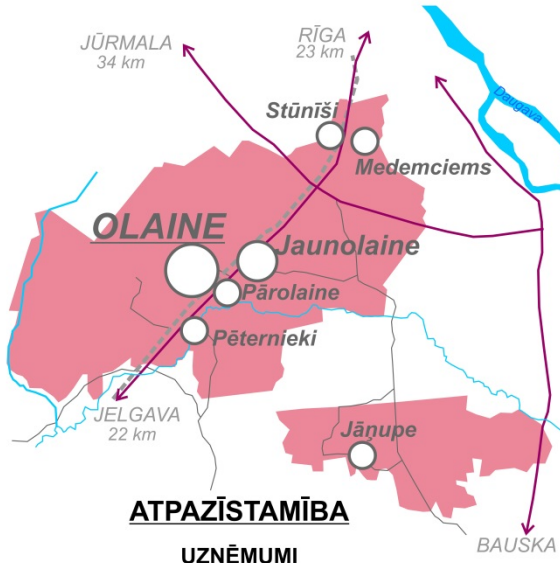 JŪRMALA
34 km
RĪGA
23 km
Daugava
Stūnīši
Medemciems
OLAINE
Jaunolaine
Pārolaine
Pēternieki
JELGAVA
22 km
Jāņupe
ATPAZĪSTAMĪBA
BAUSKA
UZŅĒMUMI